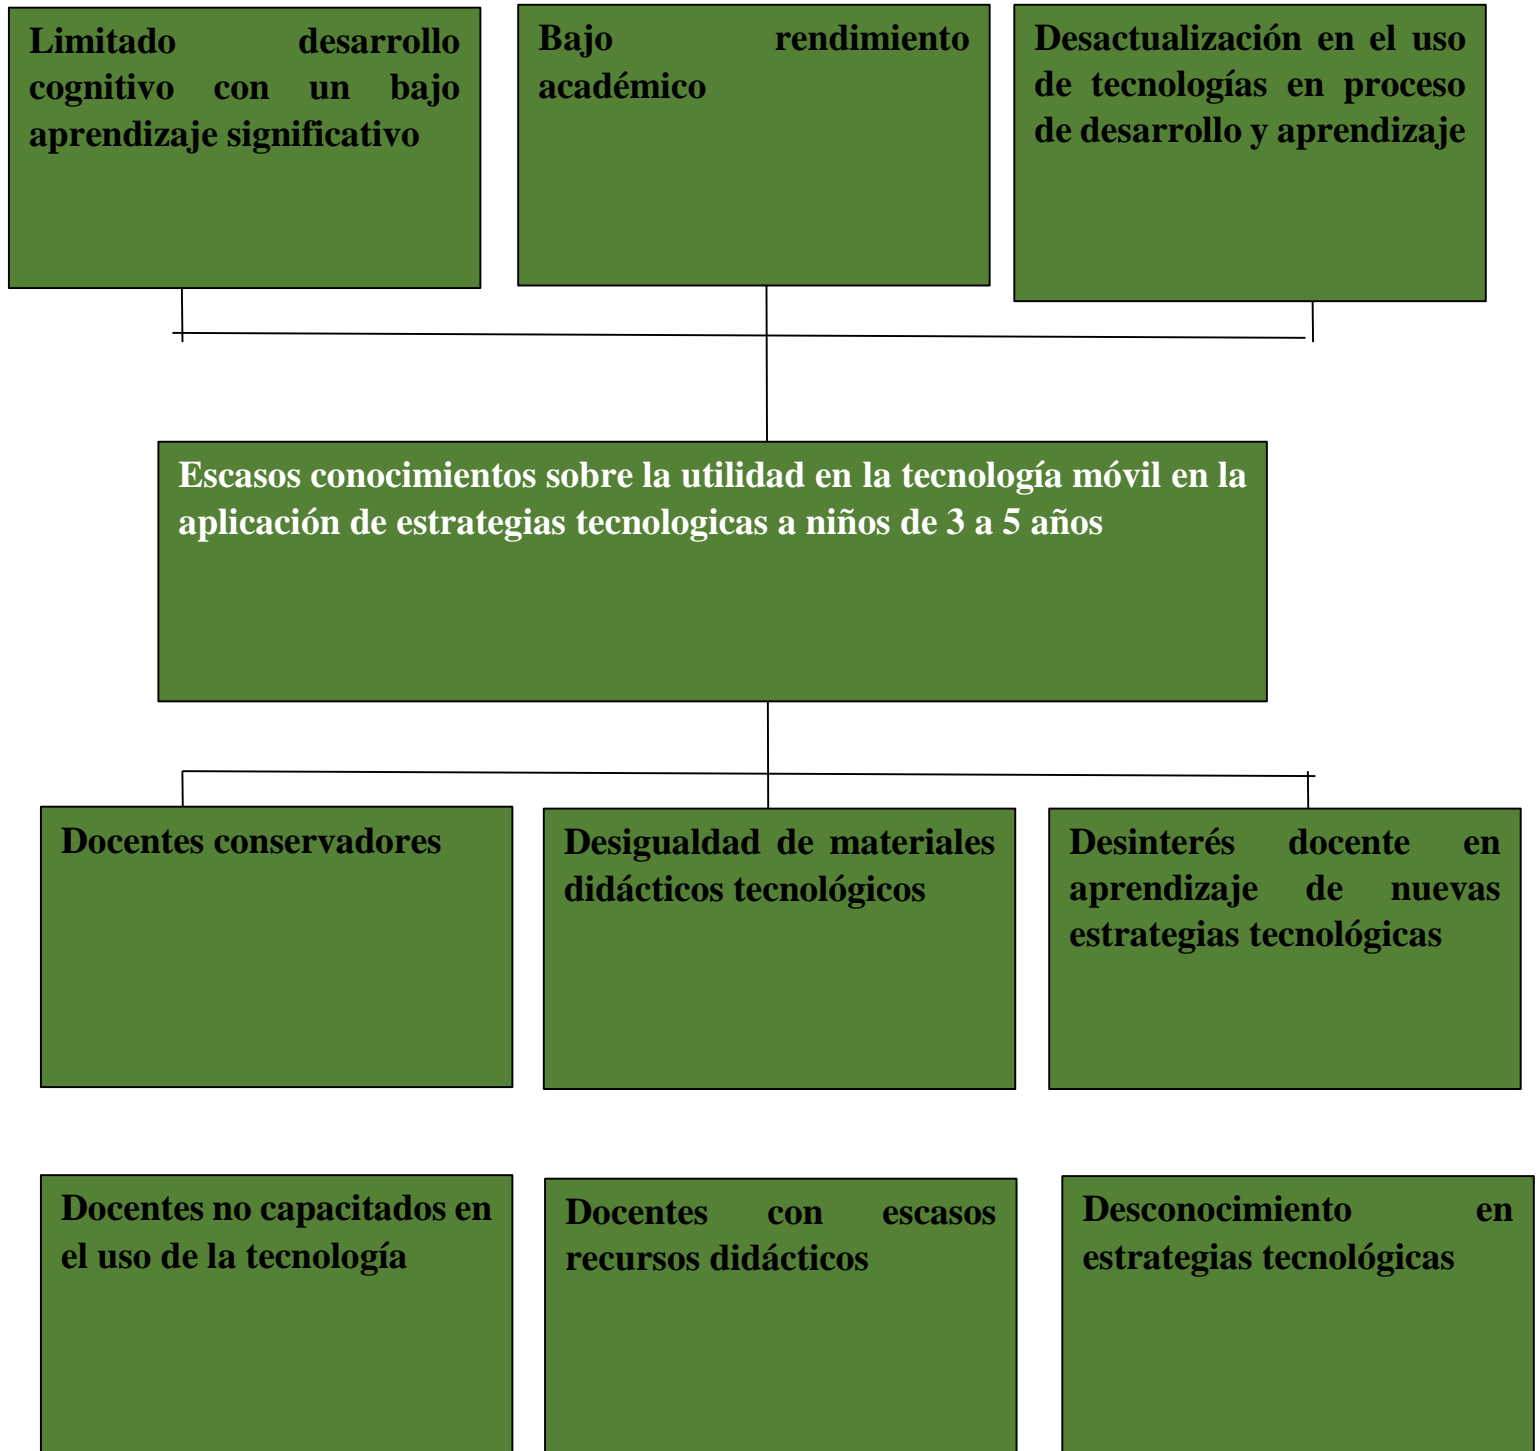 Limitado desarrollo
cognitivo con un bajo
aprendizaje significativo
Bajo rendimiento
académico
Desactualización en el uso
de tecnologías en proceso
de desarrollo y aprendizaje
Escasos conocimientos sobre la utilidad en la tecnología móvil en la
aplicación de estrategias tecnologicas a niños de 3 a 5 años
Docentes conservadores
Desigualdad de materiales
didácticos tecnológicos
Desinterés docente en
aprendizaje de nuevas
estrategias tecnológicas
Docentes no capacitados en
el uso de la tecnología
Docentes con escasos
recursos didácticos
Desconocimiento en
estrategias tecnológicas